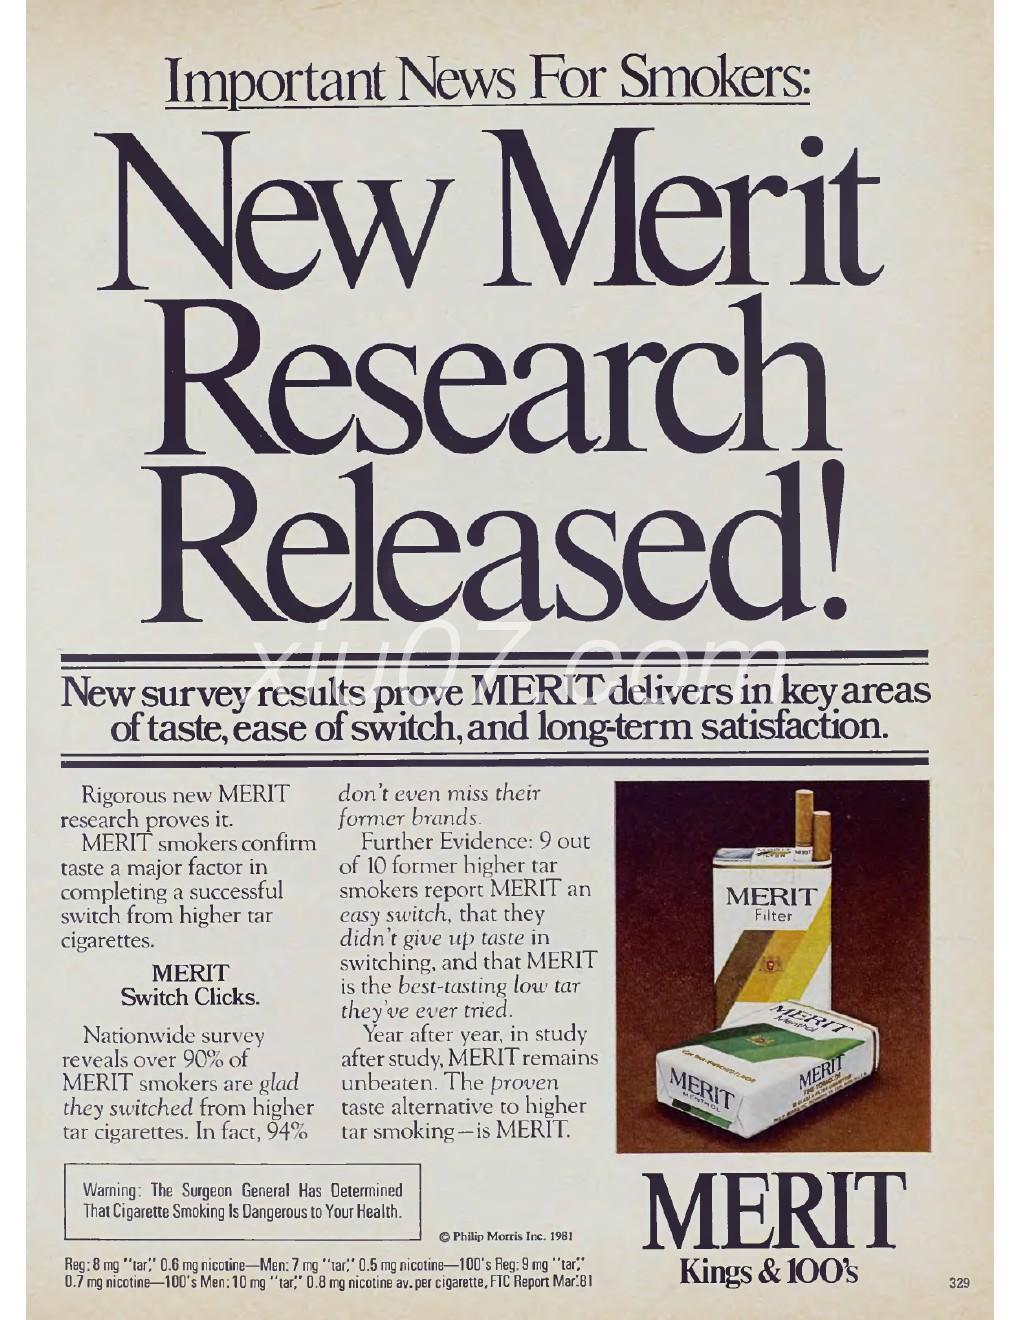 Important News For Smokers:
New Merit
Research
Released!
xiu07.com
New survey results prove MERIT delivers in key areas
of taste, ease of switch, and long-term satisfaction.
Rigorous new MERIT
research proves it.
MERIT smokers confirm
taste a major factor in
completing a successful
switch from higher tar
cigarettes.
MERIT
Switch Clicks.
Nationwide survey
reveals over 90% of
MERIT smokers are glad
they switched from higher
tar cigarettes. In fact, 94%
don't even miss their
former brands.
Further Evidence: 9 out
of 10 former higher tar
smokers report MERIT an
easy switch, that they
didn't give up taste in
switching, and that MERIT
is the best-tasting low tar
they've ever tried.
Year after year, in study
after study, MERIT remains
unbeaten. The proven
taste alternative to higher
tar smoking—is MERIT.
MERIT
Filter
MERIT
Menthol
MERIT
MENTHOL
MERIT
Warning: The Surgeon General Has Determined
That Cigarette Smoking Is Dangerous to Your Health.
© Philip Morris Inc. 1981
Reg: 8 mg "tar," 0.6 mg nicotine—Men: 7 mg "tar," 0.5 mg nicotine—100's Reg: 9 mg "tar,"
0.7 mg nicotine—100's Men: 10 mg "tar," 0.8 mg nicotine av. per cigarette, FTC Report Mar.'81
MERIT
Kings & 100's
329